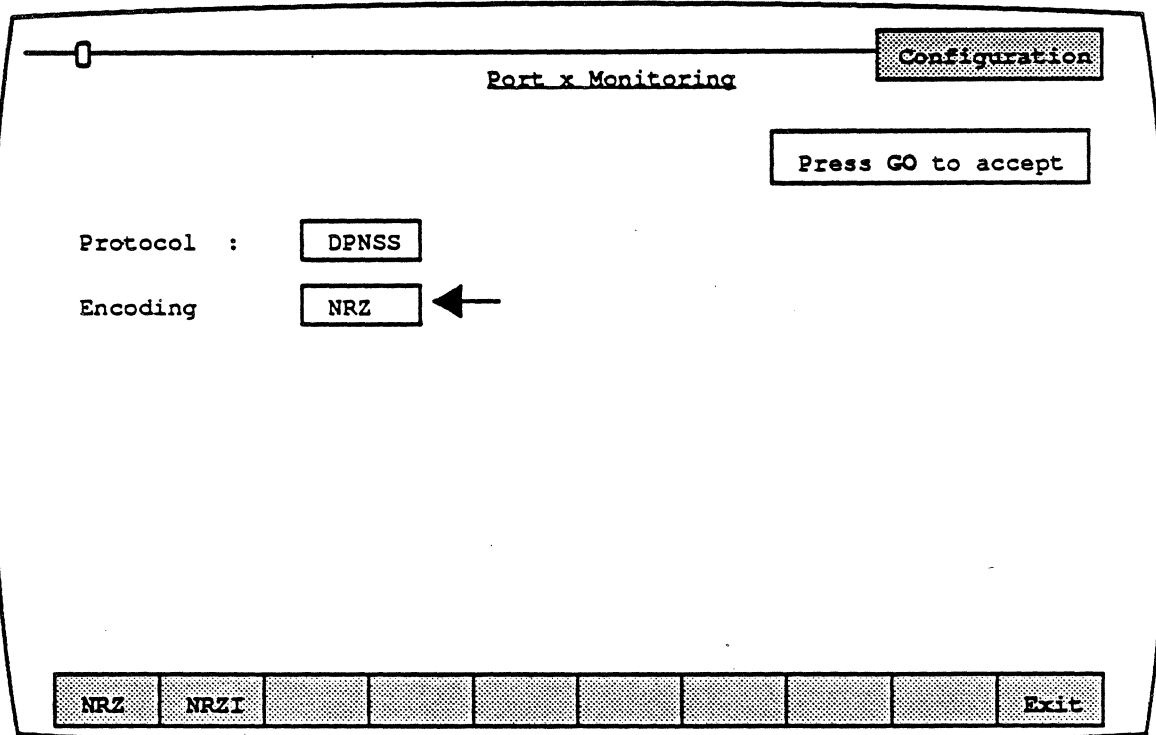 Configuration
Port x Monitoring
Press GO to accept
Protocol : DPNSS
Encoding NRZ
NRZ NRZI Exit